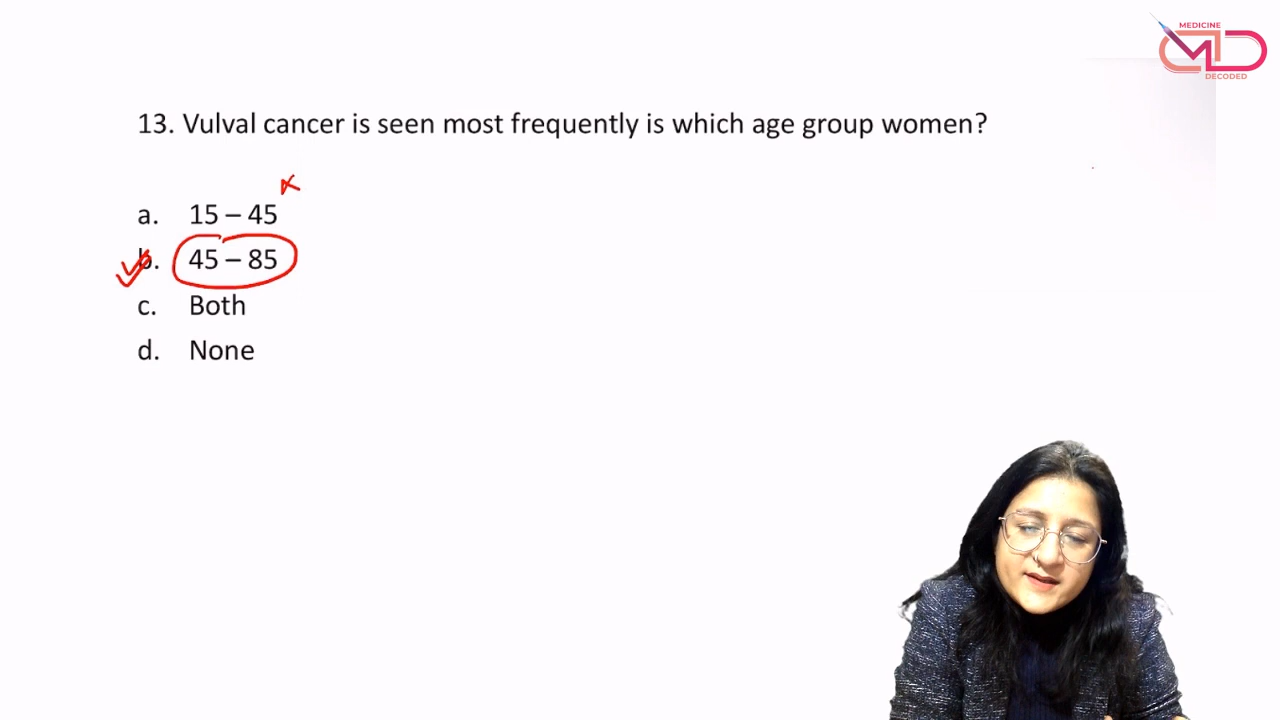 MEDICINE
DECODED
13. Vulval cancer is seen most frequently is which age group women?
a. 15 – 45
b. 45 – 85
c. Both
d. None